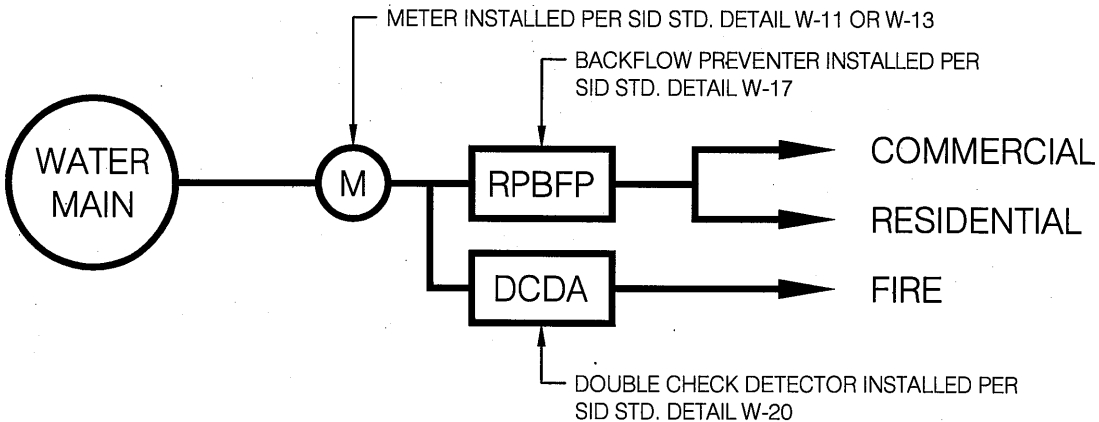 METER INSTALLED PER SID STD. DETAIL W-11 OR W-13
BACKFLOW PREVENTER INSTALLED PER
SID STD. DETAIL W-17
WATER
MAIN
M
RPBFP
COMMERCIAL
RESIDENTIAL
DCDA
FIRE
DOUBLE CHECK DETECTOR INSTALLED PER
SID STD. DETAIL W-20